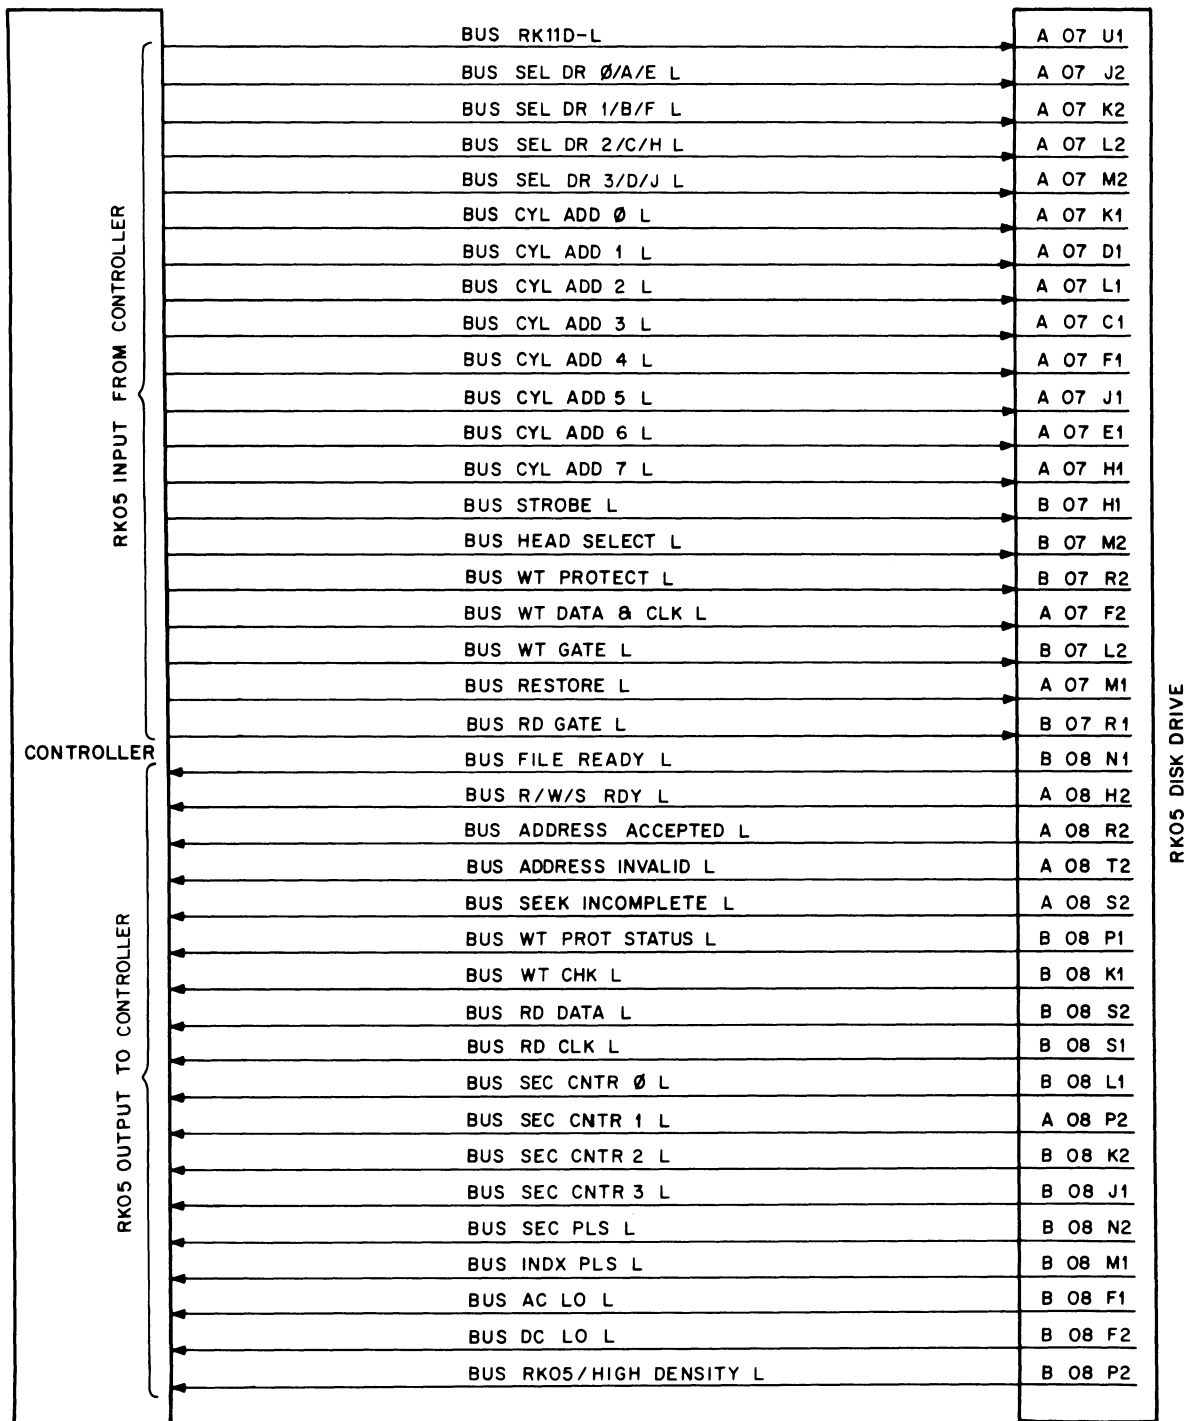 BUS RK11D-L A 07 U1
BUS SEL DR Ø/A/E L A 07 J2
BUS SEL DR 1/B/F L A 07 K2
BUS SEL DR 2/C/H L A 07 L2
BUS SEL DR 3/D/J L A 07 M2
BUS CYL ADD Ø L A 07 K1
BUS CYL ADD 1 L A 07 D1
BUS CYL ADD 2 L A 07 L1
BUS CYL ADD 3 L A 07 C1
BUS CYL ADD 4 L A 07 F1
BUS CYL ADD 5 L A 07 J1
BUS CYL ADD 6 L A 07 E1
BUS CYL ADD 7 L A 07 H1
BUS STROBE L B 07 H1
BUS HEAD SELECT L B 07 M2
BUS WT PROTECT L B 07 R2
BUS WT DATA & CLK L A 07 F2
BUS WT GATE L B 07 L2
BUS RESTORE L A 07 M1
BUS RD GATE L B 07 R1
RK05 INPUT FROM CONTROLLER
CONTROLLER
RK05 DISK DRIVE
BUS FILE READY L B 08 N1
BUS R/W/S RDY L A 08 H2
BUS ADDRESS ACCEPTED L A 08 R2
BUS ADDRESS INVALID L A 08 T2
BUS SEEK INCOMPLETE L A 08 S2
BUS WT PROT STATUS L B 08 P1
BUS WT CHK L B 08 K1
BUS RD DATA L B 08 S2
BUS RD CLK L B 08 S1
BUS SEC CNTR Ø L B 08 L1
BUS SEC CNTR 1 L A 08 P2
BUS SEC CNTR 2 L B 08 K2
BUS SEC CNTR 3 L B 08 J1
BUS SEC PLS L B 08 N2
BUS INDX PLS L B 08 M1
BUS AC LO L B 08 F1
BUS DC LO L B 08 F2
BUS RK05/HIGH DENSITY L B 08 P2
RK05 OUTPUT TO CONTROLLER